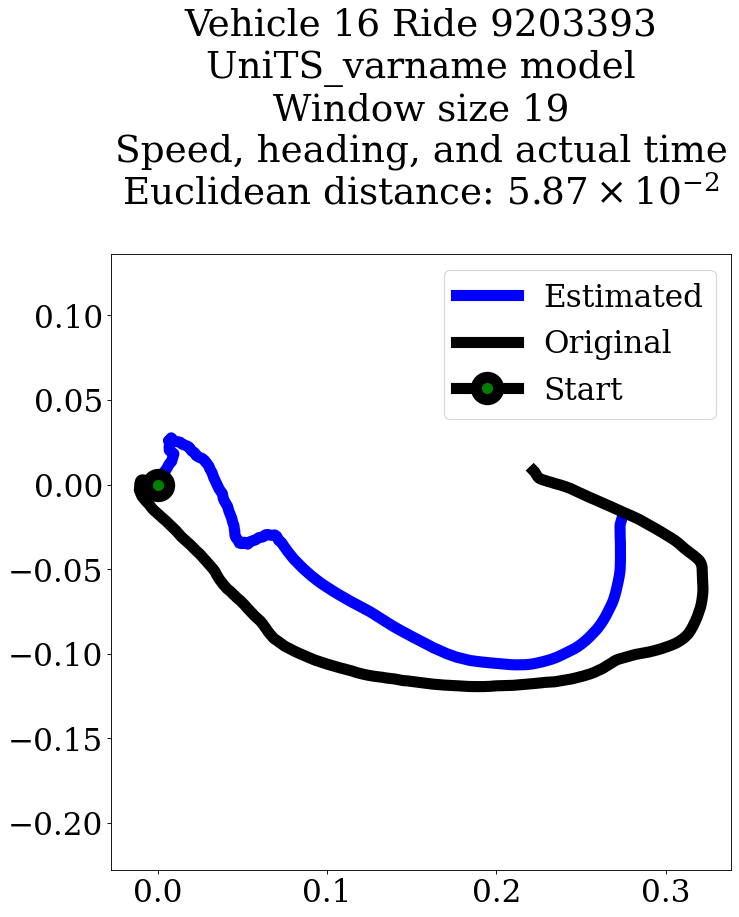 Vehicle 16 Ride 9203393
UniTS_varname model
Window size 19
Speed, heading, and actual time
Euclidean distance: 5.87 × 10⁻²
Estimated
Original
Start
0.10
0.05
0.00
−0.05
−0.10
−0.15
−0.20
0.0 0.1 0.2 0.3